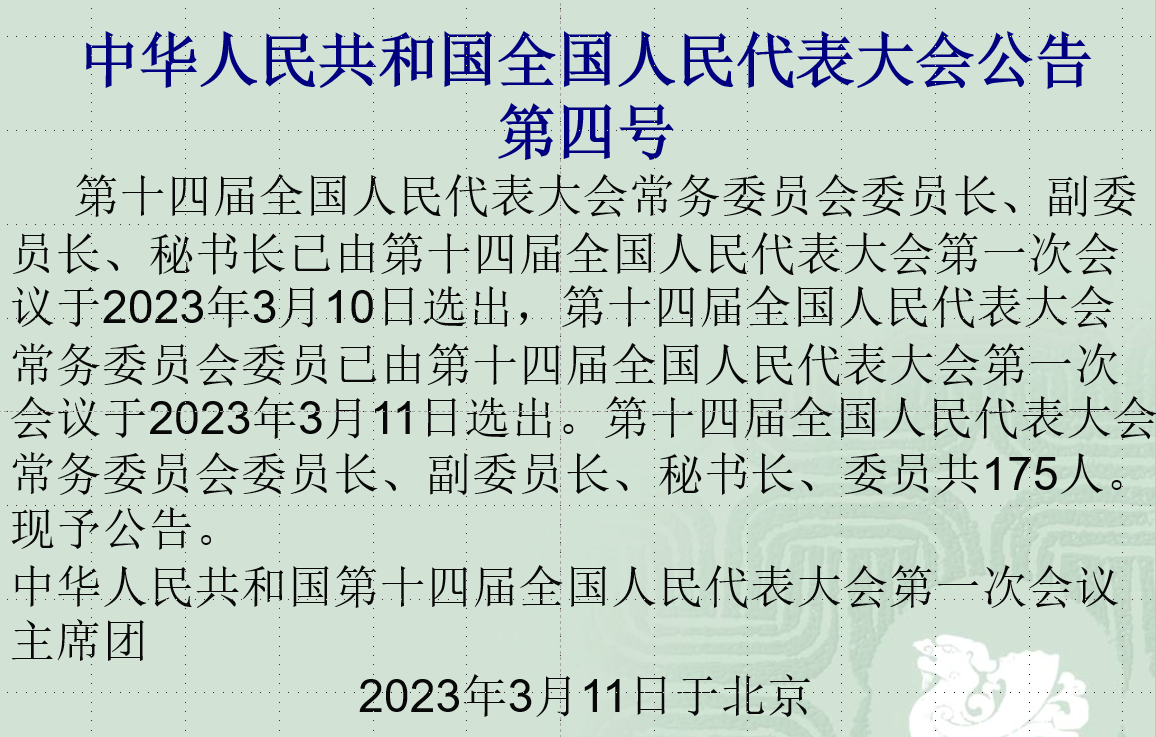 中华人民共和国全国人民代表大会公告
第四号
第十四届全国人民代表大会常务委员会委员长、副委
员长、秘书长已由第十四届全国人民代表大会第一次会
议于2023年3月10日选出，第十四届全国人民代表大会
常务委员会委员已由第十四届全国人民代表大会第一次
会议于2023年3月11日选出。第十四届全国人民代表大会
常务委员会委员长、副委员长、秘书长、委员共175人。
现予公告。
中华人民共和国第十四届全国人民代表大会第一次会议
主席团
2023年3月11日于北京